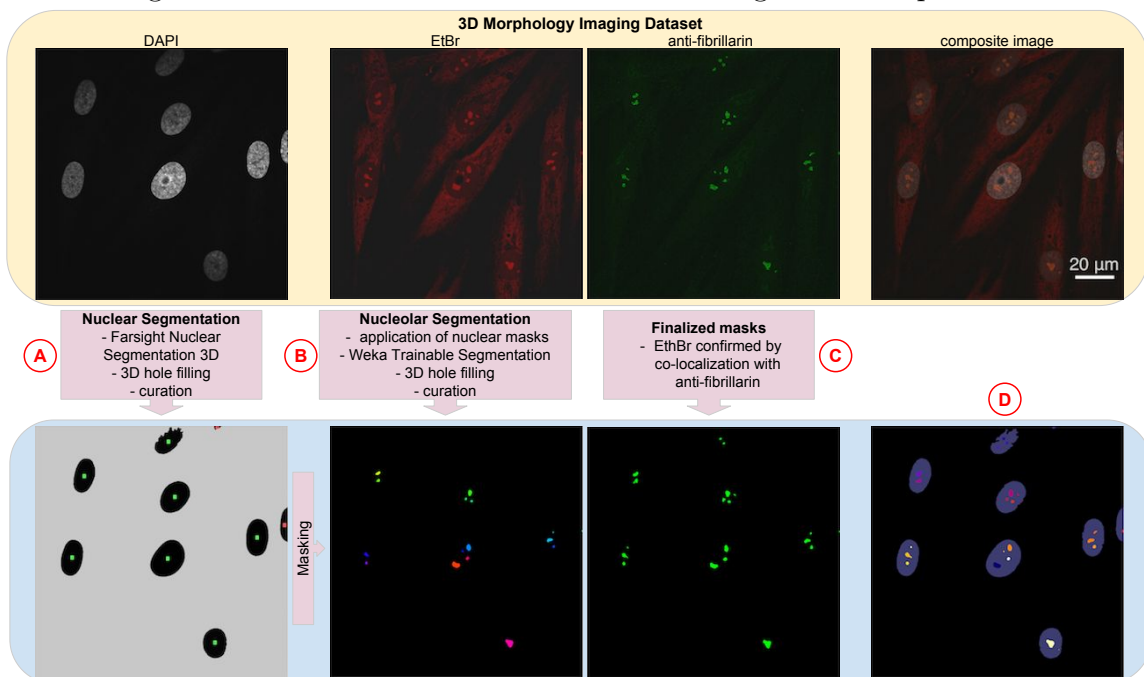 3D Morphology Imaging Dataset
DAPI
EtBr
anti-fibrillarin
composite image
20 µm
A
Nuclear Segmentation
- Farsight Nuclear
Segmentation 3D
- 3D hole filling
- curation
B
Nucleolar Segmentation
- application of nuclear masks
- Weka Trainable Segmentation
- 3D hole filling
- curation
Finalized masks
- EthBr confirmed by
co-localization with
anti-fibrillarin
C
D
Masking